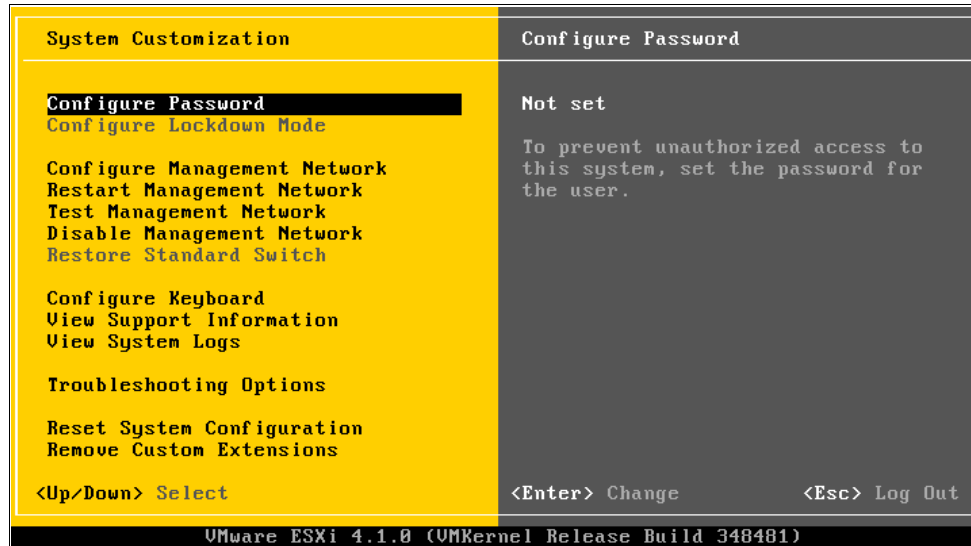 System Customization
Configure Password
Configure Password
Configure Lockdown Mode
Configure Management Network
Restart Management Network
Test Management Network
Disable Management Network
Restore Standard Switch
Configure Keyboard
View Support Information
View System Logs
Troubleshooting Options
Reset System Configuration
Remove Custom Extensions
Not set
To prevent unauthorized access to
this system, set the password for
the user.
<Up/Down> Select
<Enter> Change
<Esc> Log Out
VMware ESXi 4.1.0 (VMKernel Release Build 348481)